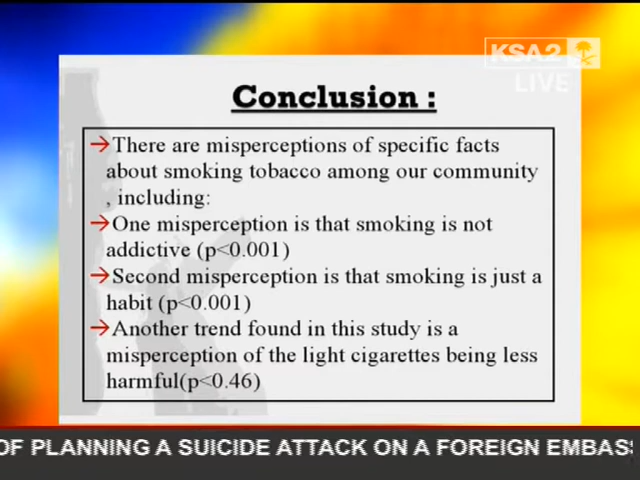 KSA2
LIVE
Conclusion :
→There are misperceptions of specific facts
about smoking tobacco among our community
, including:
→One misperception is that smoking is not
addictive (p<0.001)
→Second misperception is that smoking is just a
habit (p<0.001)
→Another trend found in this study is a
misperception of the light cigarettes being less
harmful(p<0.46)
OF PLANNING A SUICIDE ATTACK ON A FOREIGN EMBASS